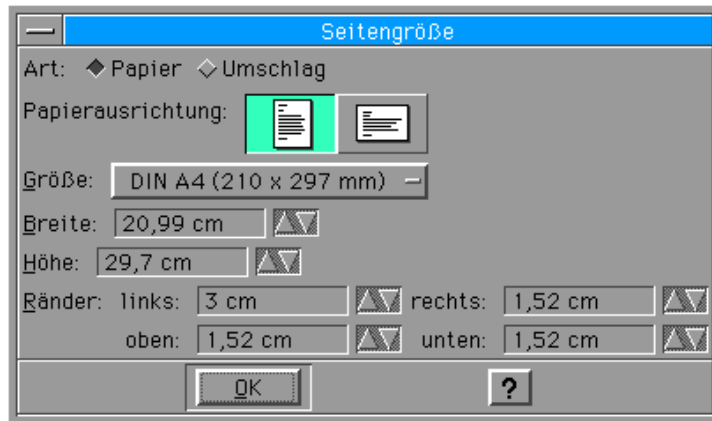 Seitengröße
Art: Papier Umschlag
Papierausrichtung:
Größe: DIN A4 (210 x 297 mm)
Breite: 20,99 cm
Höhe: 29,7 cm
Ränder: links: 3 cm rechts: 1,52 cm
oben: 1,52 cm unten: 1,52 cm
OK ?